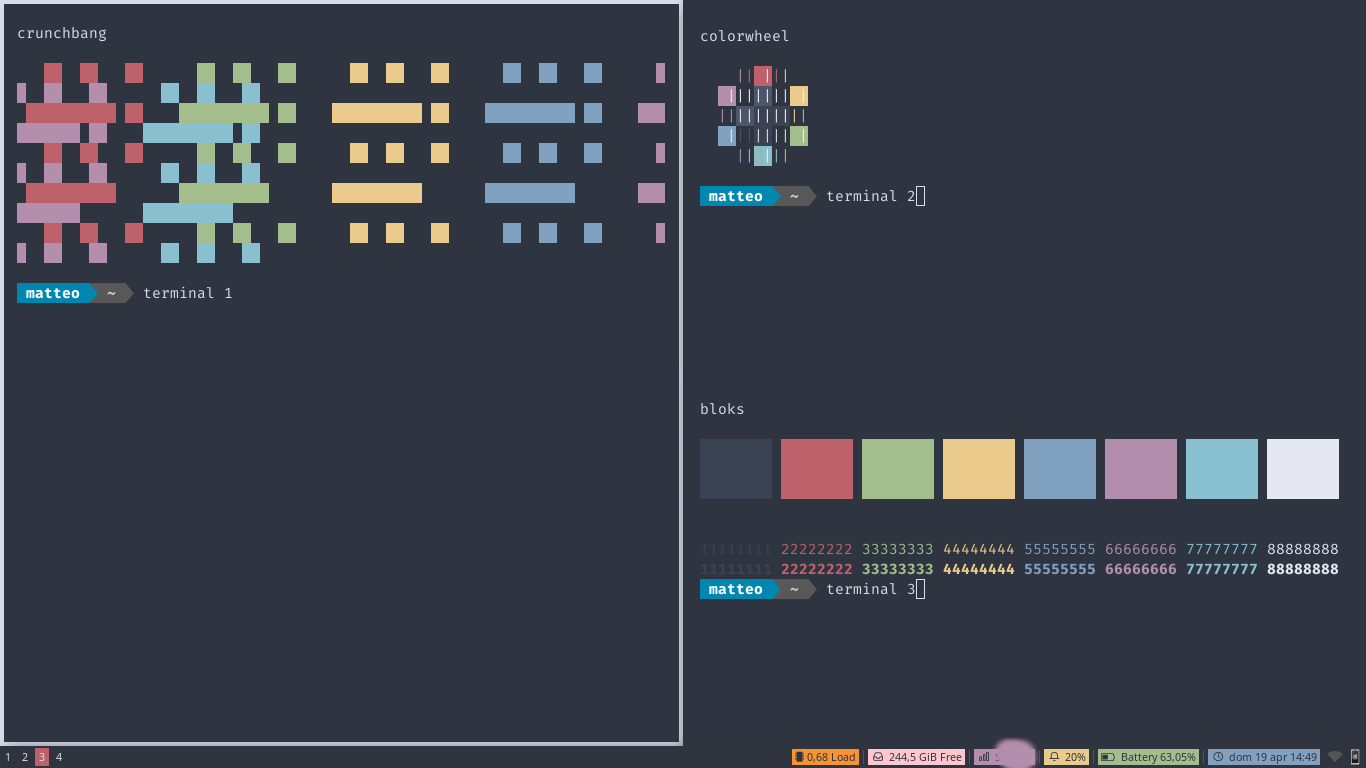 crunchbang
matteo ~ terminal 1
colorwheel
matteo ~ terminal 2
bloks
11111111 22222222 33333333 44444444 55555555 66666666 77777777 88888888
11111111 22222222 33333333 44444444 55555555 66666666 77777777 88888888
matteo ~ terminal 3
1 2 3 4
0,68 Load 244,5 GiB Free 20% Battery 63,05% dom 19 apr 14:49